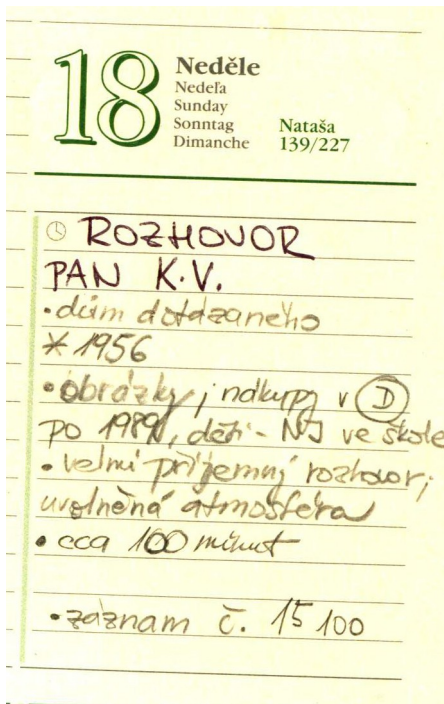 18
Neděle
Nedeľa
Sunday
Sonntag
Dimanche
Nataša
139/227
ROZHOVOR
PAN K.V.
• dům dotázaného
* 1956
• obrázky; nákupy v D
po 1989, děti - NJ ve škole
• velmi příjemný rozhovor;
uvolněná atmosféra
• cca 100 minut
• záznam č. 15 100